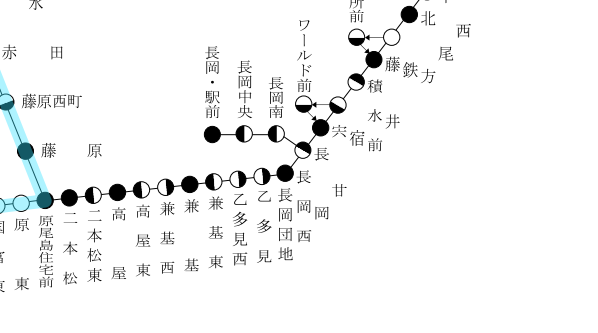 赤田
藤原西町
藤原
原東
原尾島住宅前
二本松
二本松東
高屋
高屋東
兼基西
兼基
兼基東
乙多見西
乙多見
長岡団地
長岡西
長岡
甘
長岡・駅前
長岡中央
長岡南
ワールド前
宍宿前
水井
積
藤鉄方
所前
北
西尾